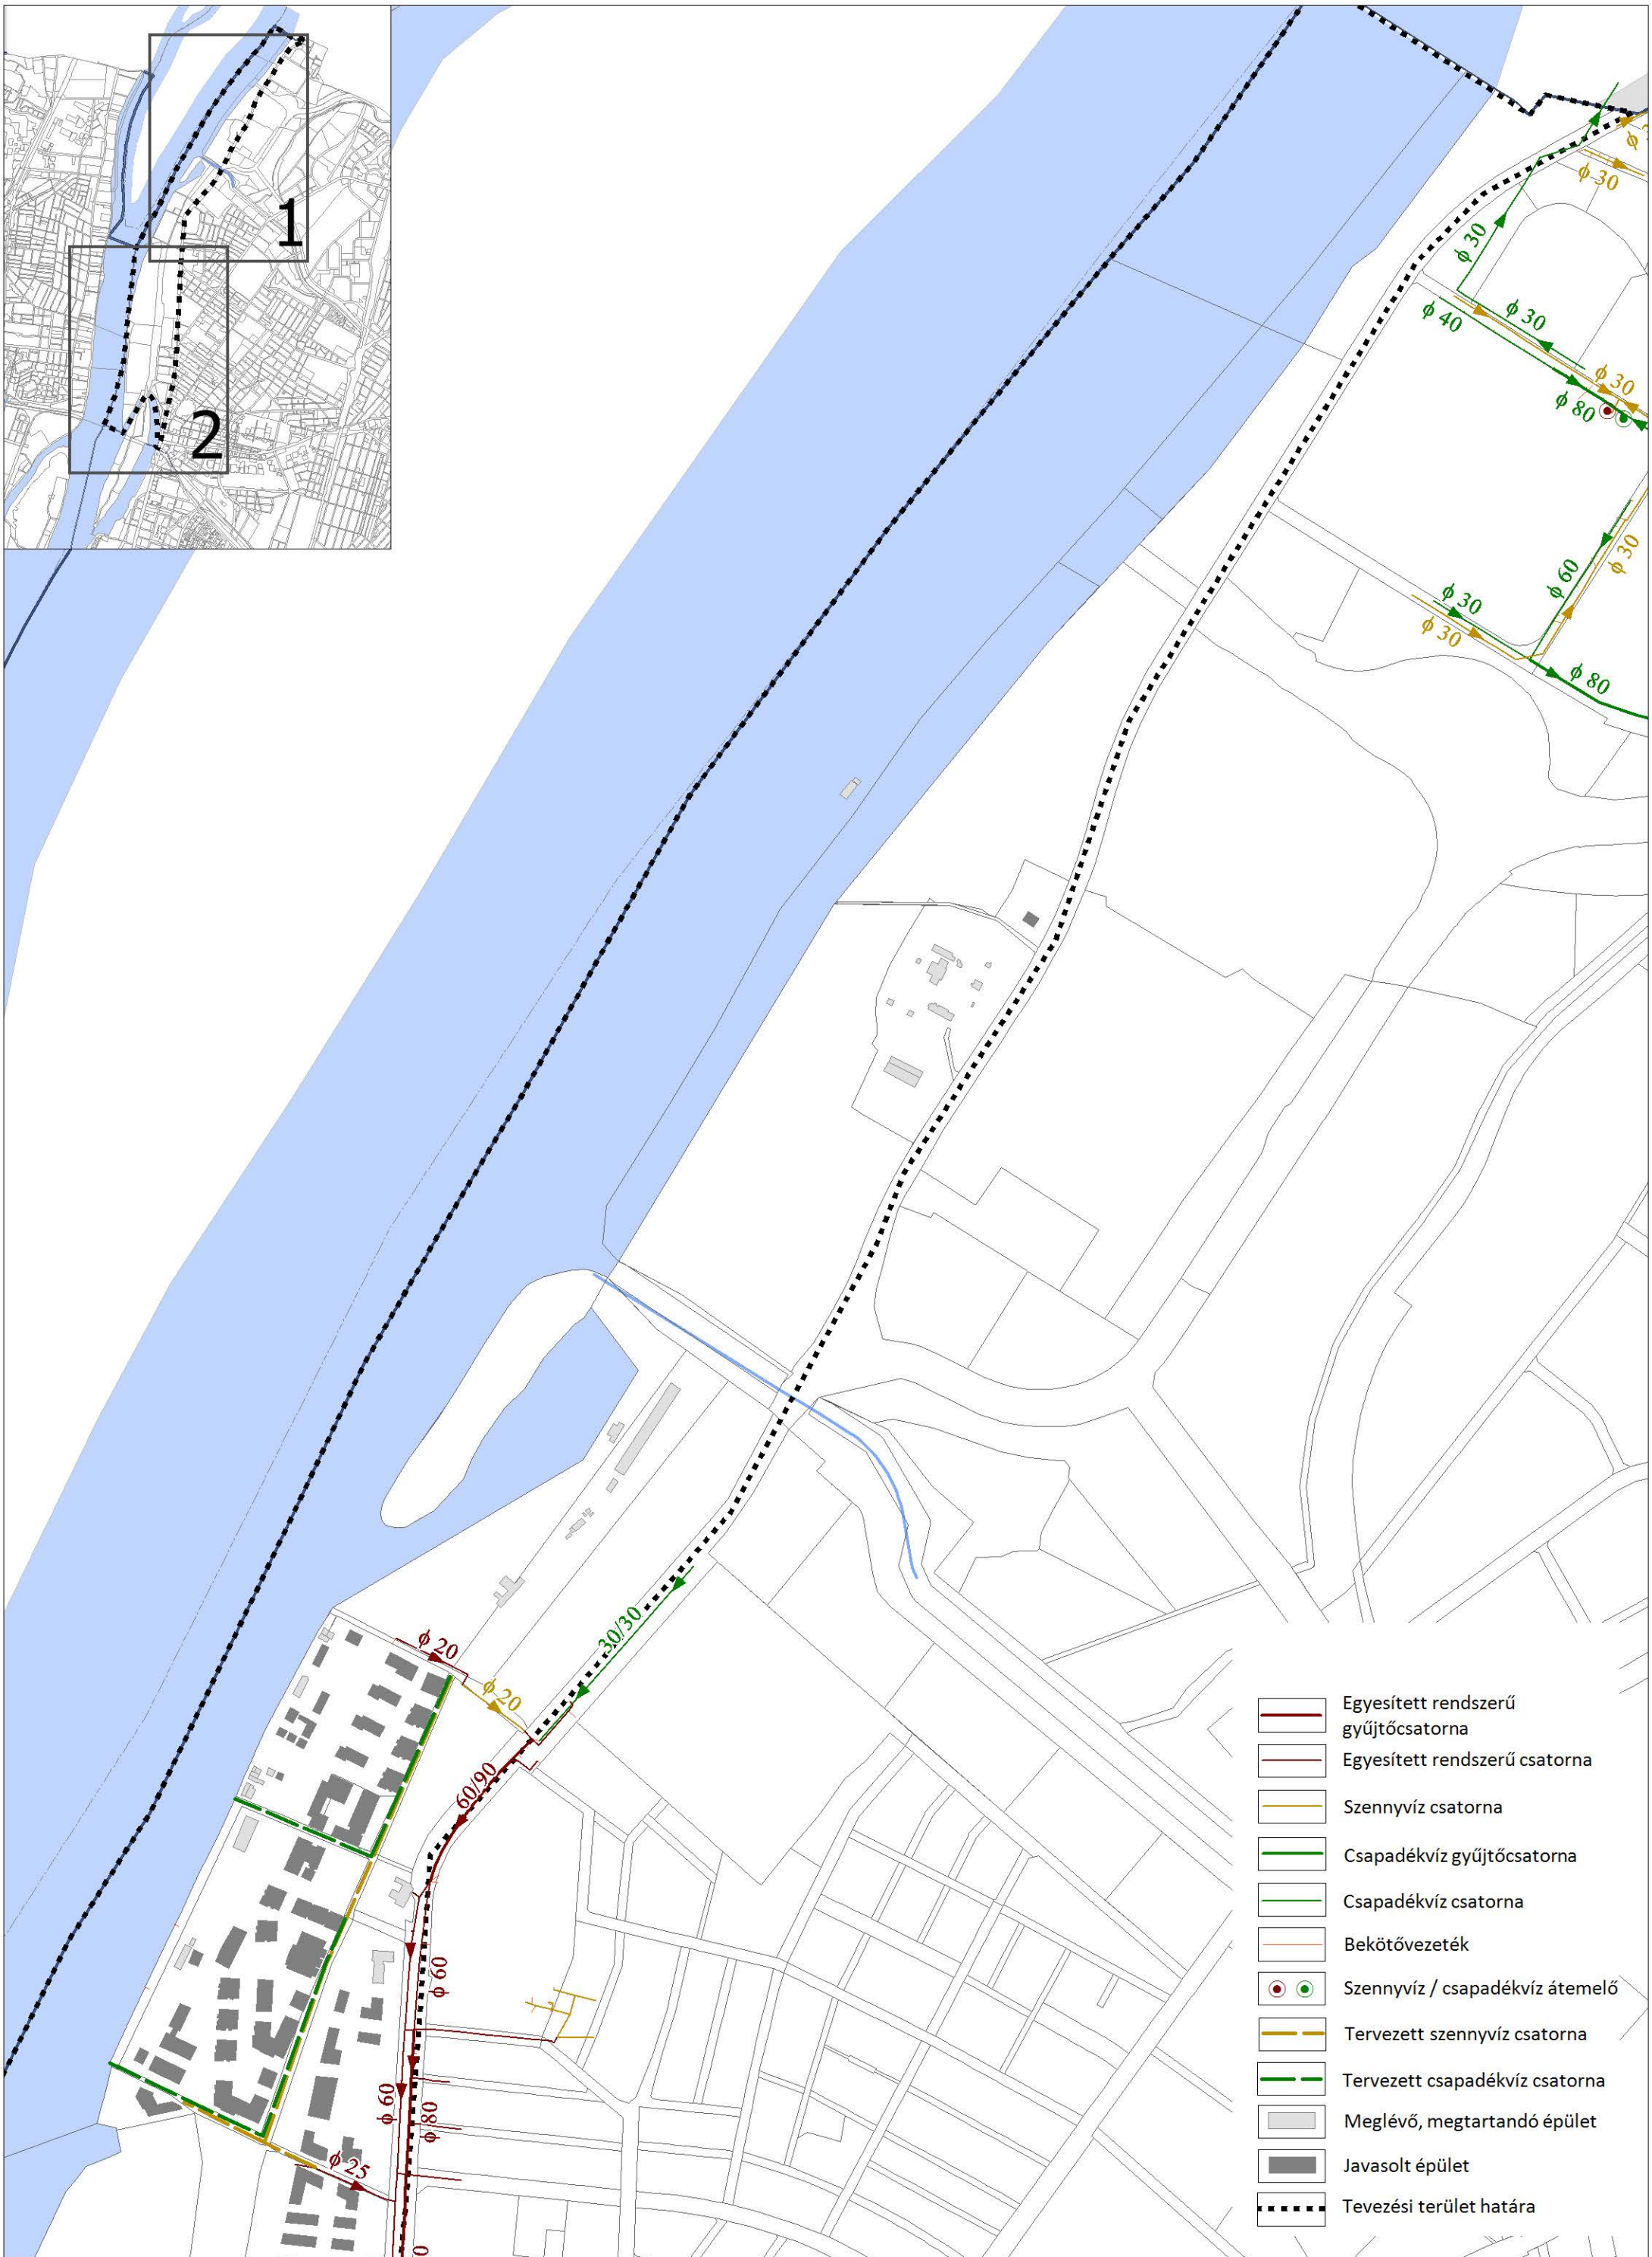 1
2
ϕ 3
ϕ 30
ϕ 30
ϕ 40
ϕ 30
ϕ 30
ϕ 80
ϕ 30
ϕ 60
ϕ 30
ϕ 30
ϕ 80
30/30
ϕ 20
ϕ 20
60/90
ϕ 60
ϕ 60
ϕ 80
ϕ 25
0
Egyesített rendszerű
gyűjtőcsatorna
Egyesített rendszerű csatorna
Szennyvíz csatorna
Csapadékvíz gyűjtőcsatorna
Csapadékvíz csatorna
Bekötővezeték
Szennyvíz / csapadékvíz átemelő
Tervezett szennyvíz csatorna
Tervezett csapadékvíz csatorna
Meglévő, megtartandó épület
Javasolt épület
Tevezési terület határa